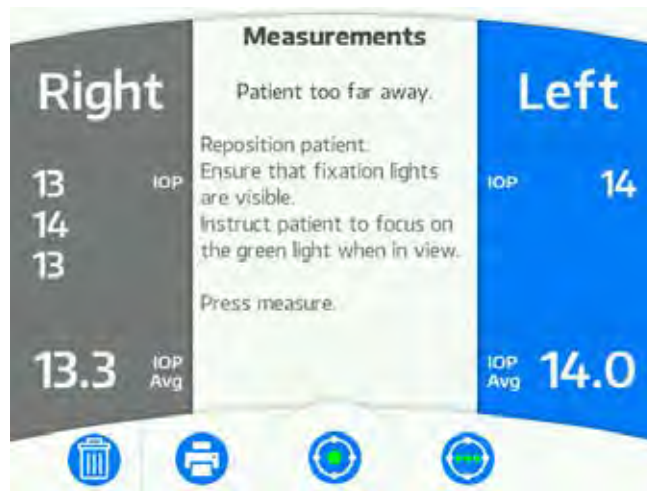 Measurements
Patient too far away.
Right
13 IOP
14
13
13.3 IOP Avg
Reposition patient.
Ensure that fixation lights
are visible.
Instruct patient to focus on
the green light when in view.
Press measure.
Left
IOP 14
IOP Avg 14.0